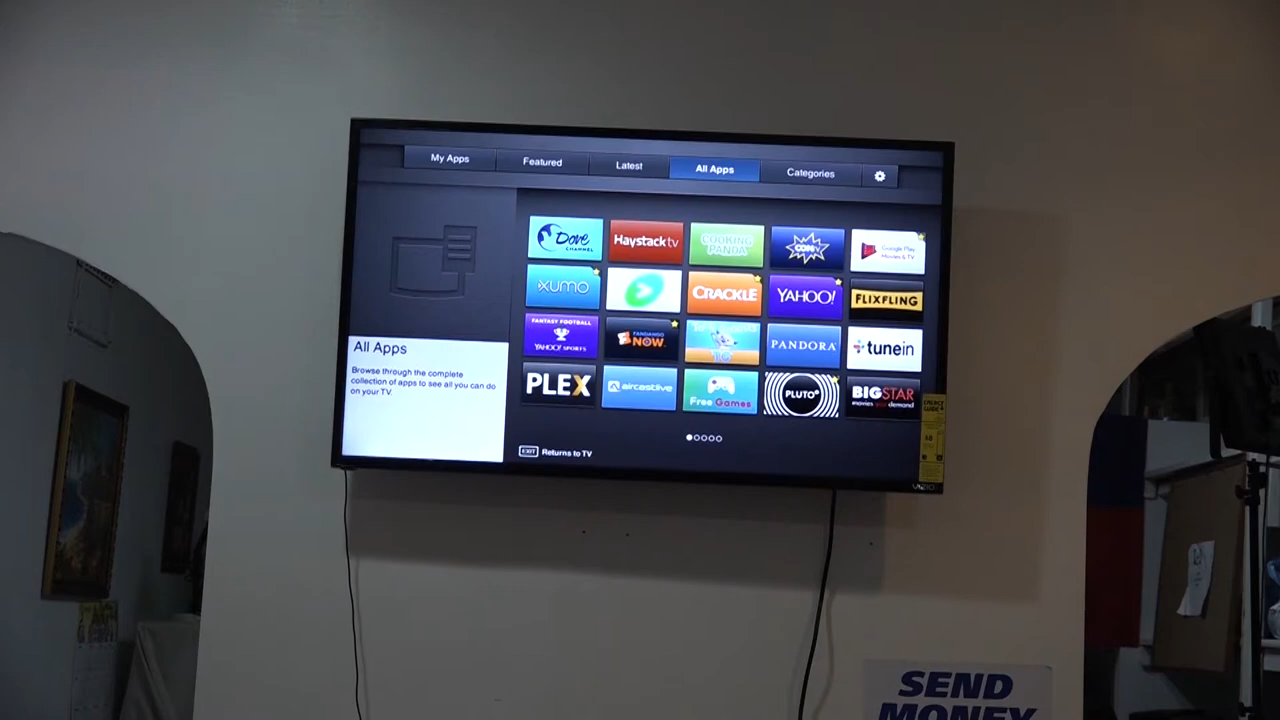 My Apps
Featured
Latest
All Apps
Categories
Dove
CHANNEL
Haystack tv
COOKING
PANDA
Google Play
Movies & TV
XUMO
CRACKLE
YAHOO!
FLIXFLING
FANTASY FOOTBALL
YAHOO! SPORTS
FANDANGO
NOW
PANDORA
tunein
PLEX
aircastlive
Free Games
PLUTO
BIGSTAR
movies on demand
All Apps
Browse through the complete
collection of apps to see all you can do
on your TV.
EXIT Returns to TV
VIZIO
SEND
MONEY